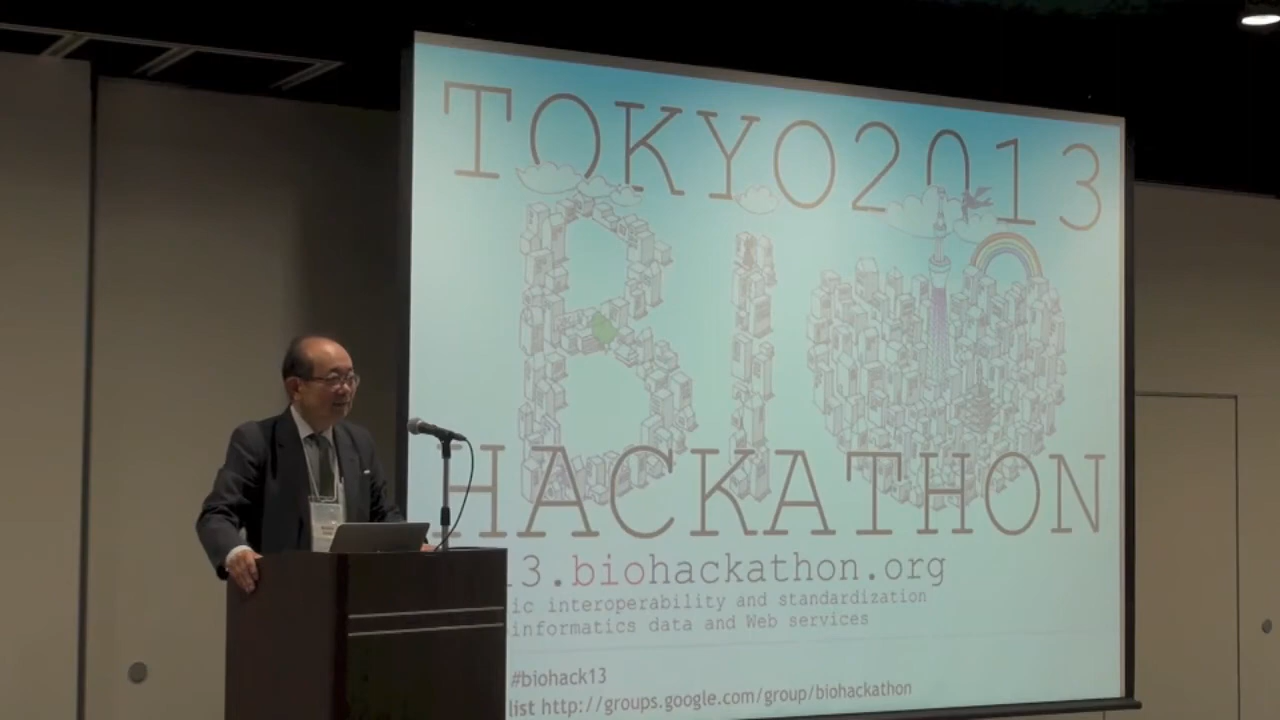 TOKYO2013
BIO
HACKATHON
13.biohackathon.org
ic interoperability and standardization
informatics data and Web services
#biohack13
list http://groups.google.com/group/biohackathon